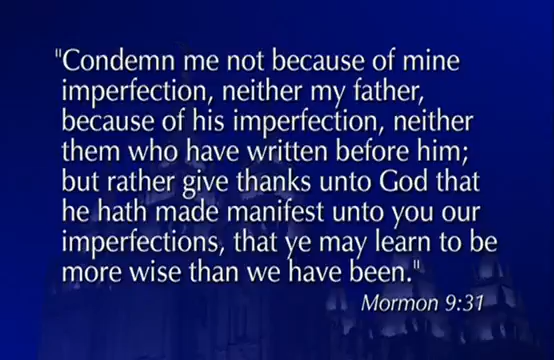 "Condemn me not because of mine
imperfection, neither my father,
because of his imperfection, neither
them who have written before him;
but rather give thanks unto God that
he hath made manifest unto you our
imperfections, that ye may learn to be
more wise than we have been."
Mormon 9:31